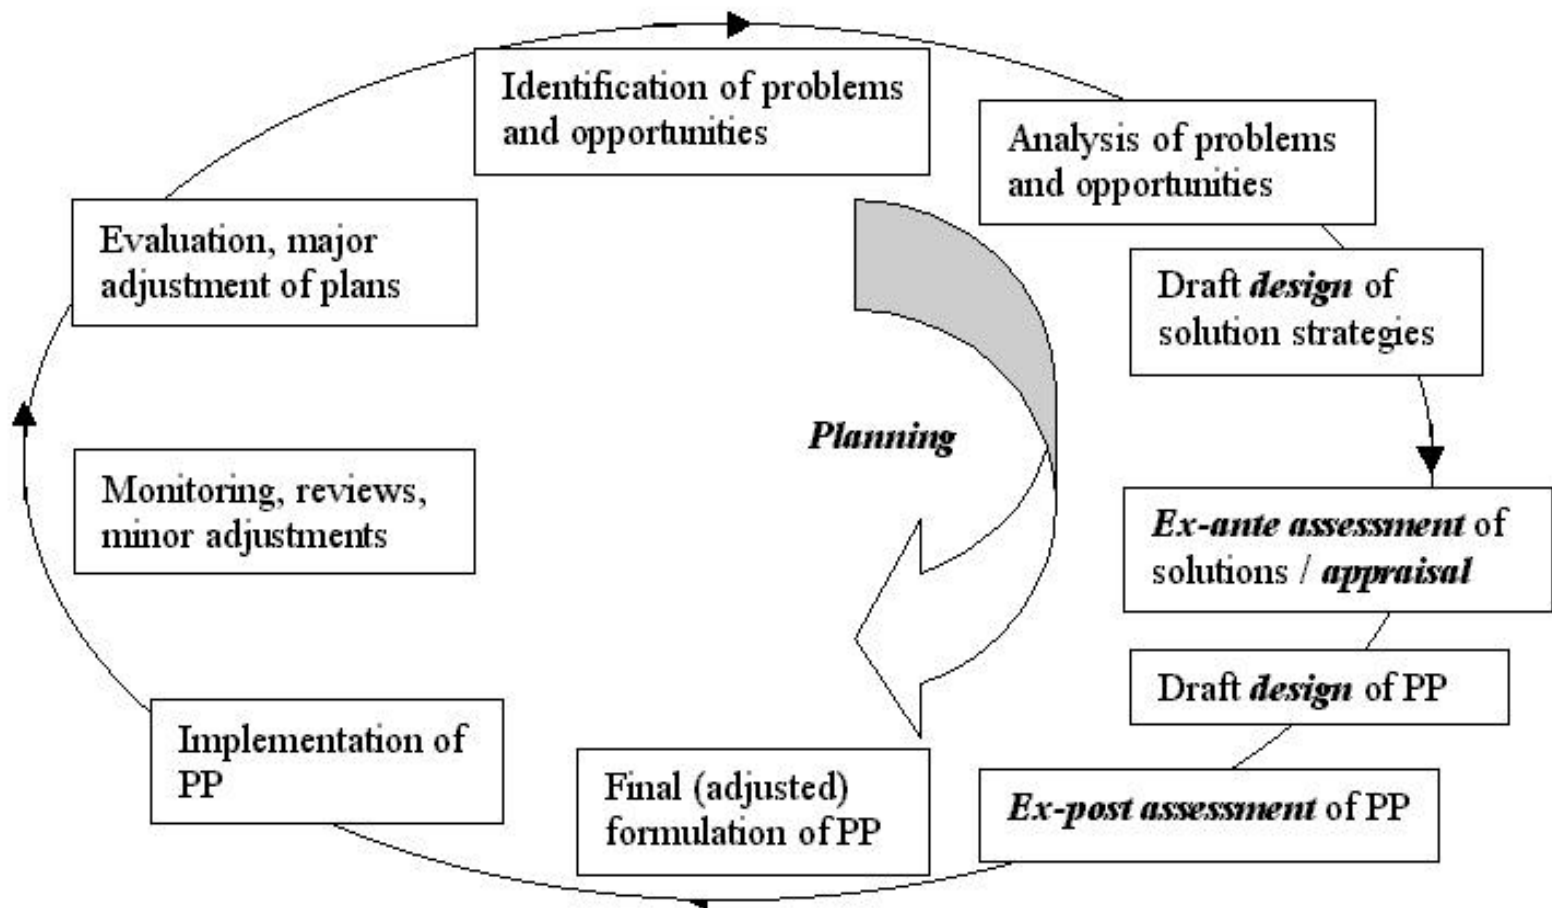 Identification of problems
and opportunities
Analysis of problems
and opportunities
Draft design of
solution strategies
Ex-ante assessment of
solutions / appraisal
Draft design of PP
Ex-post assessment of PP
Final (adjusted)
formulation of PP
Implementation of
PP
Monitoring, reviews,
minor adjustments
Evaluation, major
adjustment of plans
Planning